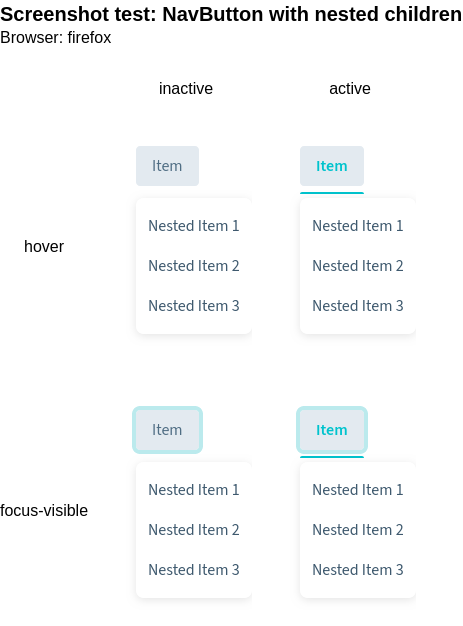 Screenshot test: NavButton with nested children
Browser: firefox
inactive active
Item Item
hover
Nested Item 1 Nested Item 1
Nested Item 2 Nested Item 2
Nested Item 3 Nested Item 3
Item Item
focus-visible
Nested Item 1 Nested Item 1
Nested Item 2 Nested Item 2
Nested Item 3 Nested Item 3